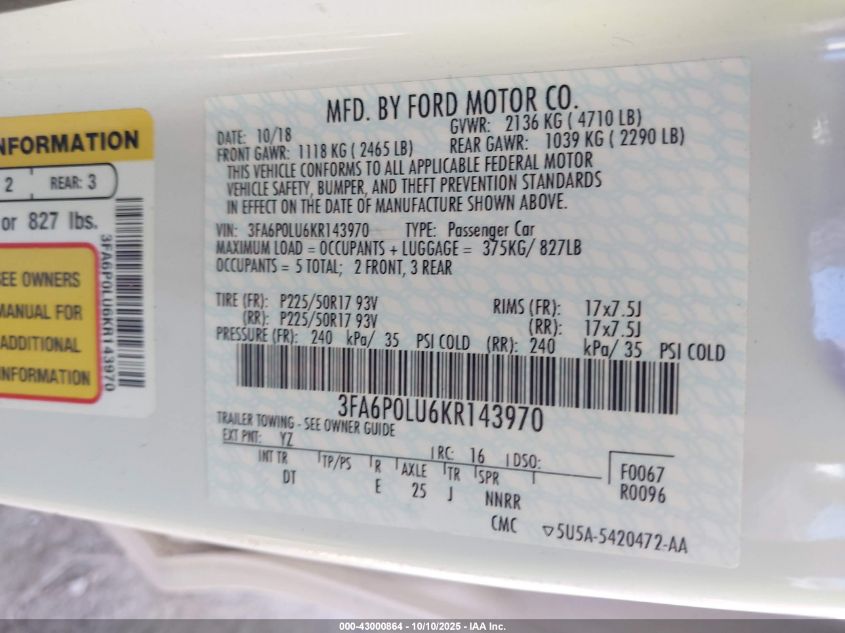 NFORMATION
2 REAR: 3
or 827 lbs.
SEE OWNERS
MANUAL FOR
ADDITIONAL
INFORMATION
3FA6P0LU6KR143970
MFD. BY FORD MOTOR CO.
DATE: 10/18 GVWR: 2136 KG ( 4710 LB)
FRONT GAWR: 1118 KG ( 2465 LB) REAR GAWR: 1039 KG ( 2290 LB)
THIS VEHICLE CONFORMS TO ALL APPLICABLE FEDERAL MOTOR
VEHICLE SAFETY, BUMPER, AND THEFT PREVENTION STANDARDS
IN EFFECT ON THE DATE OF MANUFACTURE SHOWN ABOVE.
VIN: 3FA6P0LU6KR143970 TYPE: Passenger Car
MAXIMUM LOAD = OCCUPANTS + LUGGAGE = 375KG/ 827LB
OCCUPANTS = 5 TOTAL; 2 FRONT, 3 REAR
TIRE (FR): P225/50R17 93V RIMS (FR): 17x7.5J
(RR): P225/50R17 93V (RR): 17x7.5J
PRESSURE (FR): 240 kPa/ 35 PSI COLD (RR): 240 kPa/ 35 PSI COLD
3FA6P0LU6KR143970
TRAILER TOWING - SEE OWNER GUIDE
EXT PNT: YZ RC: 16 DSO: F0067
INT TR TP/PS R AXLE TR SPR R0096
DT E 25 J NNRR
CMC ▽5U5A-5420472-AA
000-43000864 - 10/10/2025 - IAA Inc.